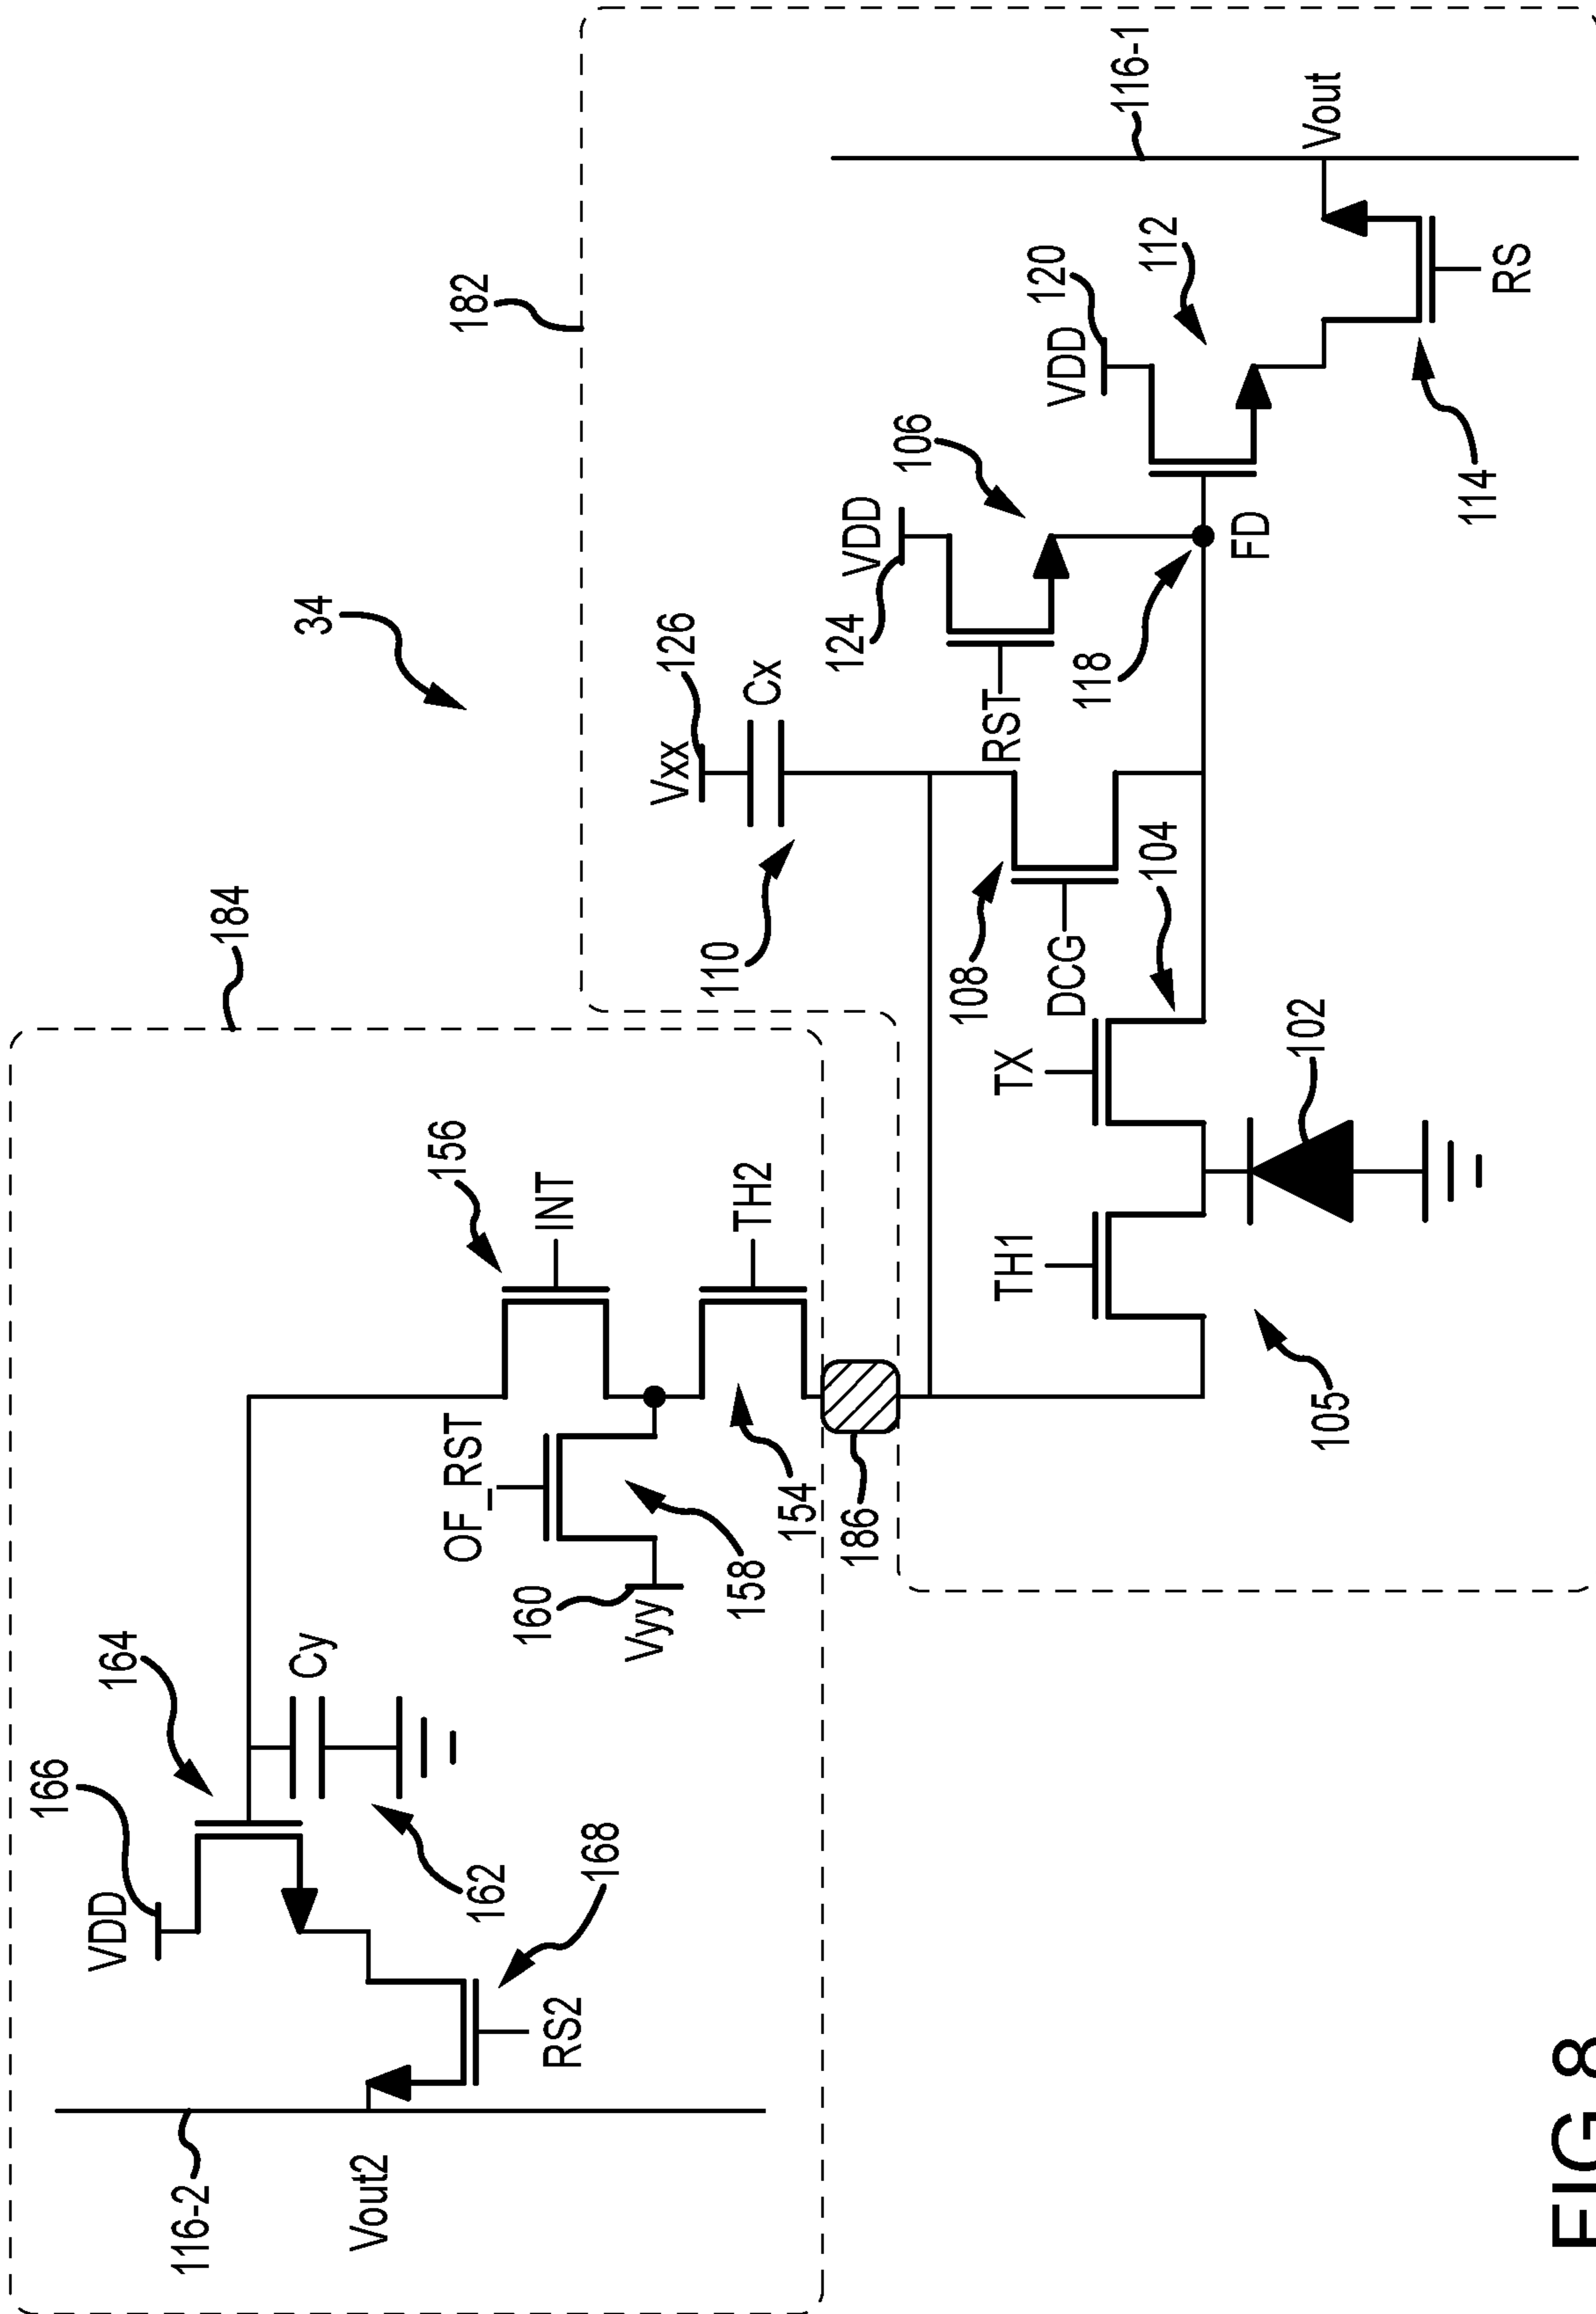 34
184
182
166
VDD
164
Cy
162
168
RS2
116-2
Vout2
156
INT
OF_RST
TH2
160
Vyy
158
154
186
Vxx
126
Cx
110
VDD
124
106
RST
VDD
120
112
116-1
Vout
108
DCG
118
FD
114
RS
TX
104
TH1
102
105
FIG. 8